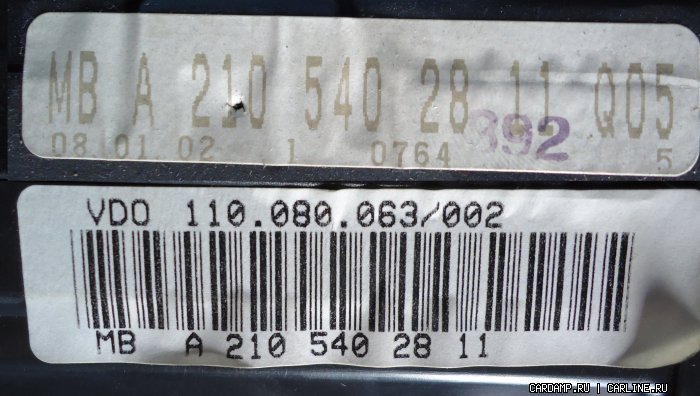 MB A 210 540 28 11 Q05
08 01 02 1 0764 892 5
VDO 110.080.063/002
MB A 210 540 28 11
CARDAMP.RU | CARLINE.RU